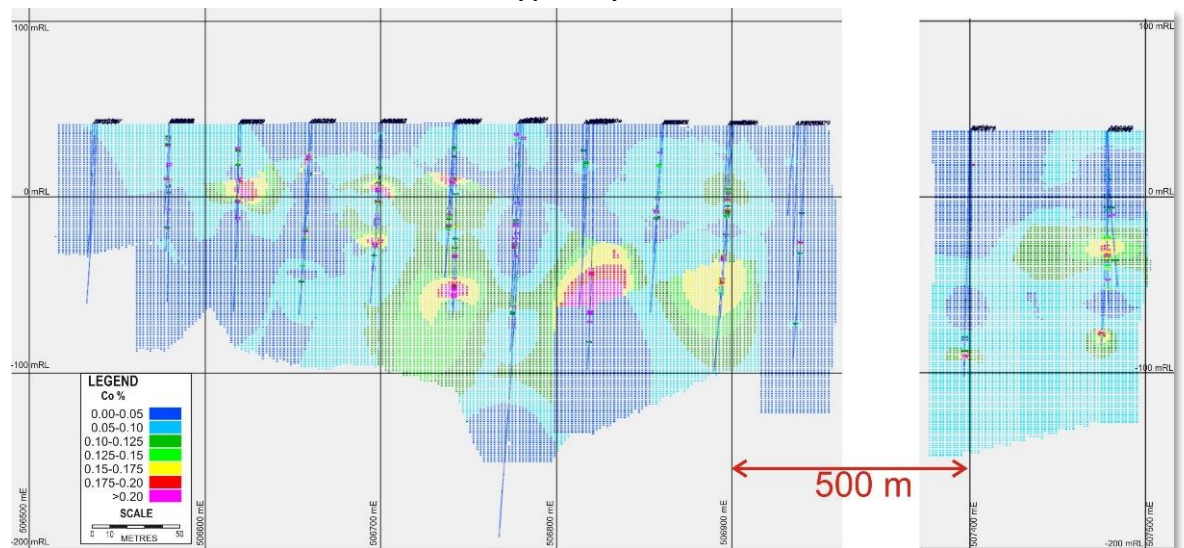 100 mRL
100 mRL
0 mRL
0 mRL
-100 mRL
-100 mRL
LEGEND
Co %
0.00-0.05
0.05-0.10
0.10-0.125
0.125-0.15
0.15-0.175
0.175-0.20
>0.20
SCALE
0 10 50
METRES
500 m
-200 mRL
506500 mE
506600 mE
506700 mE
506800 mE
506900 mE
507400 mE
507500 mE
-200 mRL